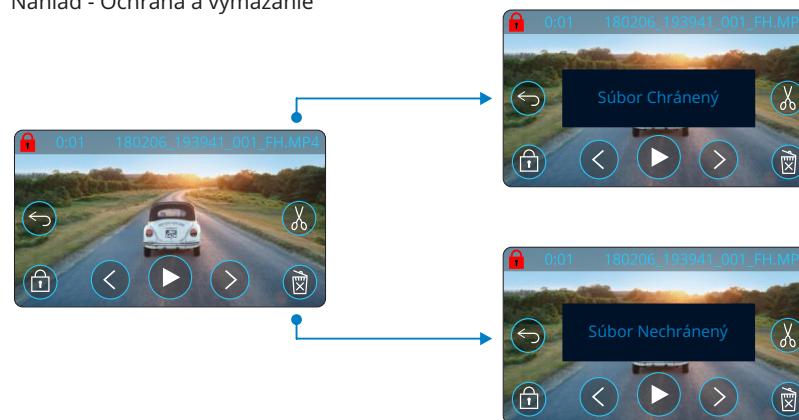 Náhľad - Ochrana a vymazanie
0:01 180206_193941_001_FH.MP4
0:01 180206_193941_001_FH.MP
Súbor Chránený
0:01 180206_193941_001_FH.MP
Súbor Nechránený